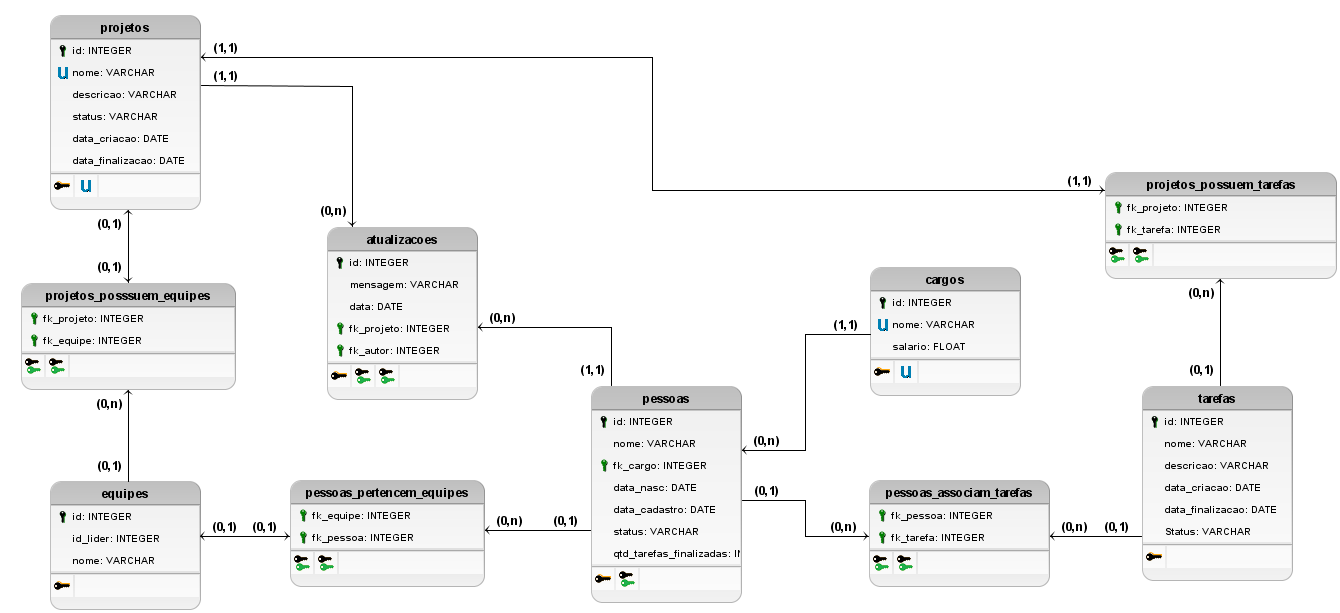 projetos
id: INTEGER
U nome: VARCHAR
descricao: VARCHAR
status: VARCHAR
data_criacao: DATE
data_finalizacao: DATE
U
(1,1)
(1,1)
(0,1)
(0,1)
projetos_posssuem_equipes
fk_projeto: INTEGER
fk_equipe: INTEGER
(0,n)
(0,1)
equipes
id: INTEGER
id_lider: INTEGER
nome: VARCHAR
(0,1)
(0,1)
pessoas_pertencem_equipes
fk_equipe: INTEGER
fk_pessoa: INTEGER
(0,n)
(0,1)
(0,n)
atualizacoes
id: INTEGER
mensagem: VARCHAR
data: DATE
fk_projeto: INTEGER
fk_autor: INTEGER
(0,n)
(1,1)
pessoas
id: INTEGER
nome: VARCHAR
fk_cargo: INTEGER
data_nasc: DATE
data_cadastro: DATE
status: VARCHAR
qtd_tarefas_finalizadas: IN
(0,n)
(1,1)
cargos
id: INTEGER
U nome: VARCHAR
salario: FLOAT
U
(0,1)
(0,n)
pessoas_associam_tarefas
fk_pessoa: INTEGER
fk_tarefa: INTEGER
(0,n)
(0,1)
(1,1)
projetos_possuem_tarefas
fk_projeto: INTEGER
fk_tarefa: INTEGER
(0,n)
(0,1)
tarefas
id: INTEGER
nome: VARCHAR
descricao: VARCHAR
data_criacao: DATE
data_finalizacao: DATE
Status: VARCHAR